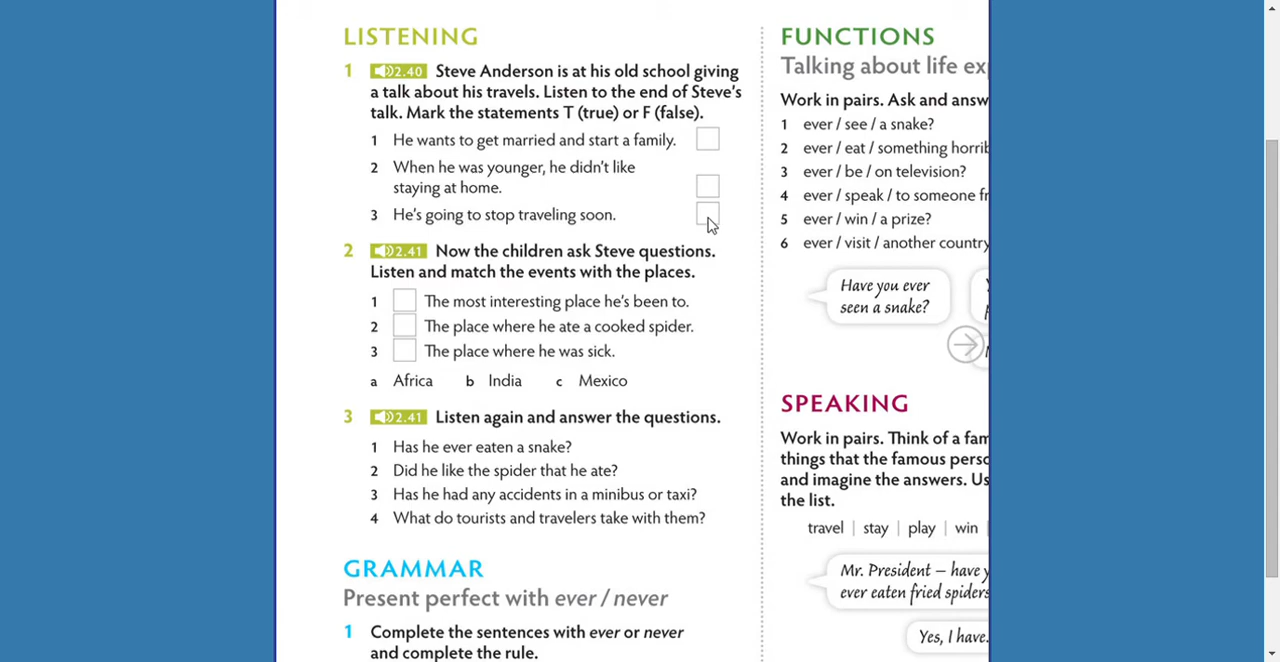 LISTENING
1 2.40 Steve Anderson is at his old school giving
a talk about his travels. Listen to the end of Steve's
talk. Mark the statements T (true) or F (false).
1 He wants to get married and start a family.
2 When he was younger, he didn't like
staying at home.
3 He's going to stop traveling soon.
2 2.41 Now the children ask Steve questions.
Listen and match the events with the places.
1 The most interesting place he's been to.
2 The place where he ate a cooked spider.
3 The place where he was sick.
a Africa b India c Mexico
3 2.41 Listen again and answer the questions.
1 Has he ever eaten a snake?
2 Did he like the spider that he ate?
3 Has he had any accidents in a minibus or taxi?
4 What do tourists and travelers take with them?
GRAMMAR
Present perfect with ever / never
1 Complete the sentences with ever or never
and complete the rule.
FUNCTIONS
Talking about life
Work in pairs. Ask and
1 ever / see / a snake?
2 ever / eat / something
3 ever / be / on television?
4 ever / speak / to someone
5 ever / win / a prize?
6 ever / visit / another country
Have you ever
seen a snake?
SPEAKING
Work in pairs. Think of a
things that the famous
and imagine the answers.
the list.
travel | stay | play | win |
Mr. President – have
ever eaten fried spiders
Yes, I have.